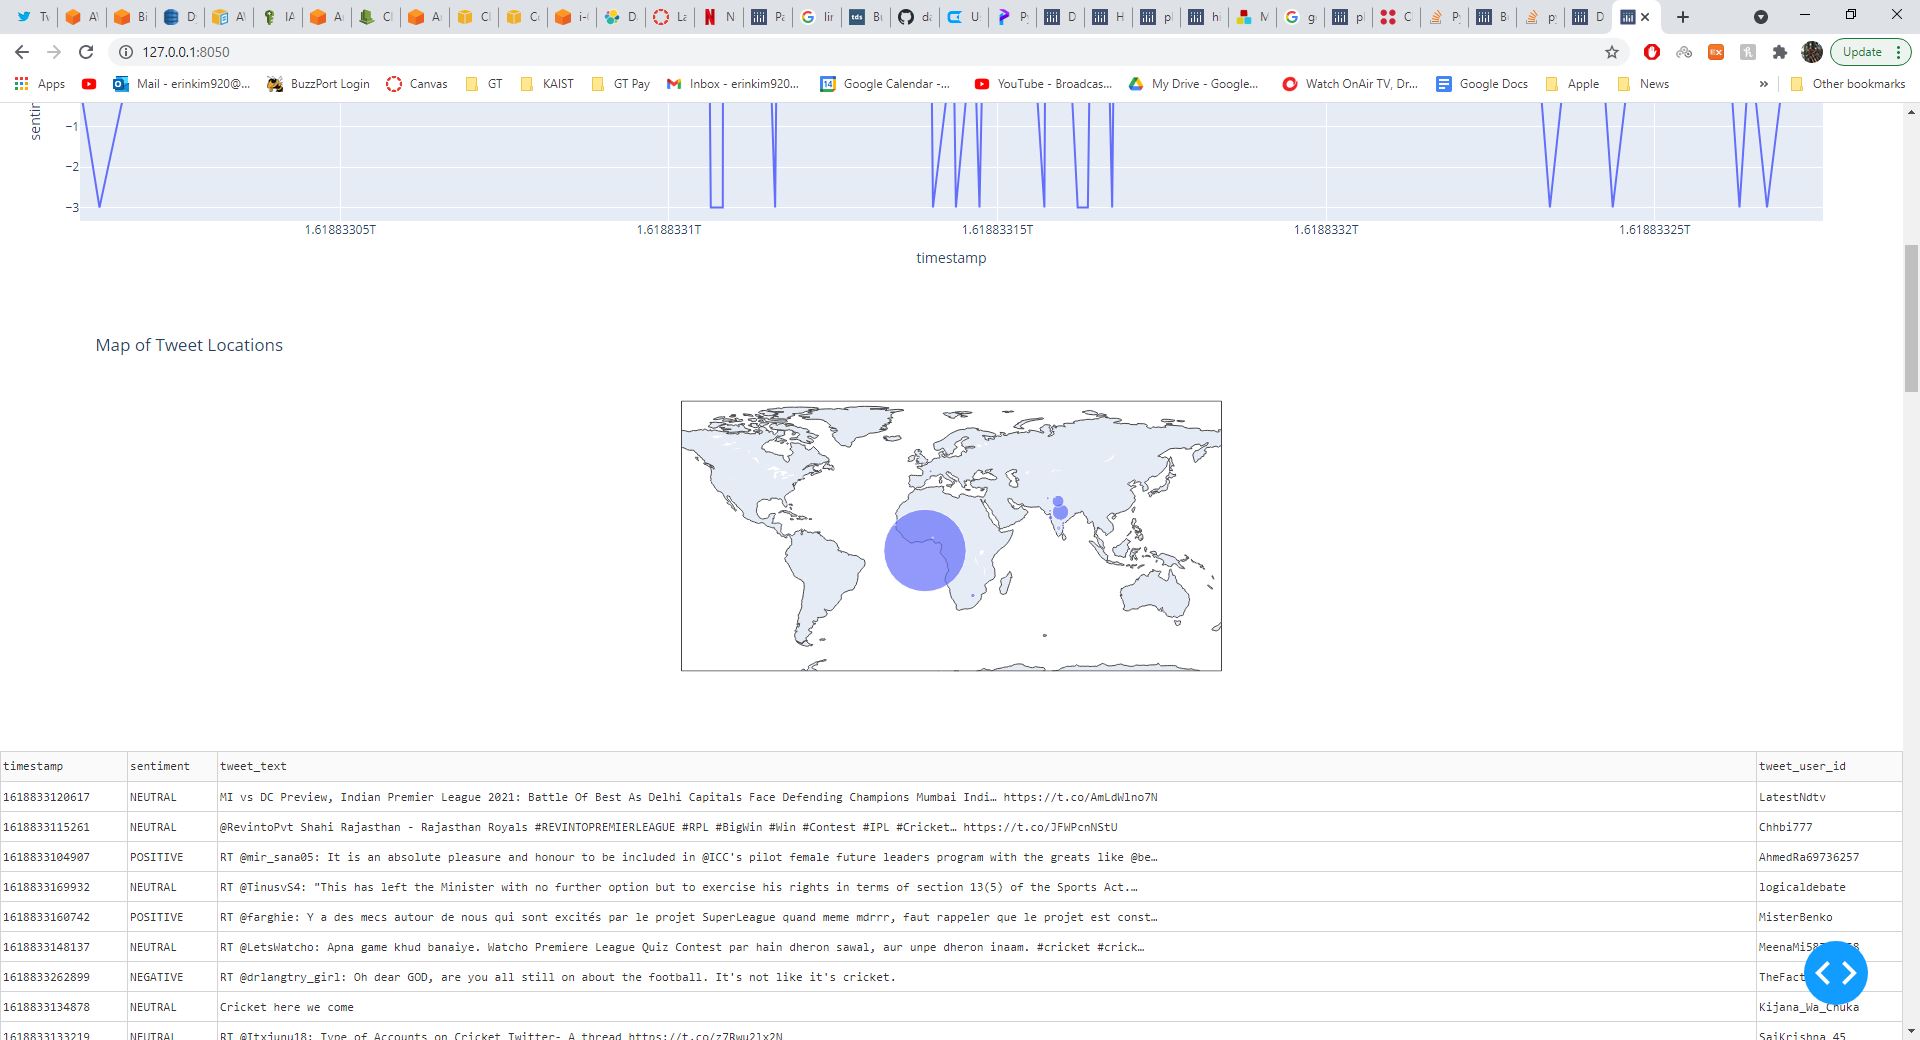 127.0.0.1:8050
Update
Apps
Mail - erinkim920@...
BuzzPort Login
Canvas
GT
KAIST
GT Pay
Inbox - erinkim920...
Google Calendar -...
YouTube - Broadcas...
My Drive - Google...
Watch OnAir TV, Dr...
Google Docs
Apple
News
»
Other bookmarks
−1
−2
−3
1.61883305T
1.6188331T
1.61883315T
1.6188332T
1.61883325T
timestamp
Map of Tweet Locations
timestamp sentiment tweet_text tweet_user_id
1618833120617 NEUTRAL MI vs DC Preview, Indian Premier League 2021: Battle Of Best As Delhi Capitals Face Defending Champions Mumbai Indi… https://t.co/AmLdWlno7N LatestNdtv
1618833115261 NEUTRAL @RevintoPvt Shahi Rajasthan - Rajasthan Royals #REVINTOPREMIERLEAGUE #RPL #BigWin #Win #Contest #IPL #Cricket… https://t.co/JFWPcnNStU Chhbi777
1618833104907 POSITIVE RT @mir_sana05: It is an absolute pleasure and honour to be included in @ICC's pilot female future leaders program with the greats like @be… AhmedRa69736257
1618833169932 NEUTRAL RT @TinusvS4: "This has left the Minister with no further option but to exercise his rights in terms of section 13(5) of the Sports Act.… logicaldebate
1618833160742 POSITIVE RT @farghie: Y a des mecs autour de nous qui sont excités par le projet SuperLeague quand meme mdrrr, faut rappeler que le projet est const… MisterBenko
1618833148137 NEUTRAL RT @LetsWatcho: Apna game khud banaiye. Watcho Premiere League Quiz Contest par hain dheron sawal, aur unpe dheron inaam. #cricket #crick…
1618833262899 NEGATIVE RT @drlangtry_girl: Oh dear GOD, are you all still on about the football. It's not like it's cricket. TheFact
1618833134878 NEUTRAL Cricket here we come Kijana_Wa_Chuka
1618833133219 NEUTRAL RT @Itxjunu18: Type of Accounts on Cricket Twitter- A thread https://t.co/z7Rwu2lx2N SaiKrishna_45